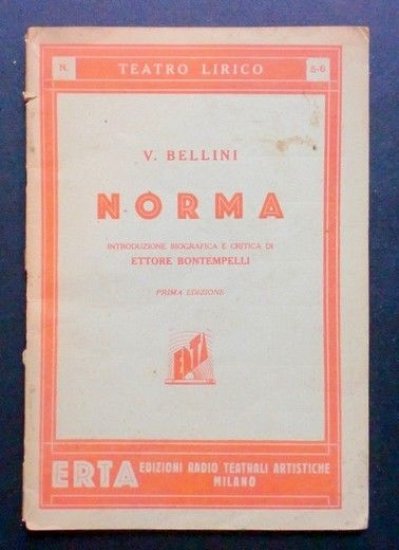 N. TEATRO LIRICO 5-6
V. BELLINI
NORMA
INTRODUZIONE BIOGRAFICA E CRITICA DI
ETTORE BONTEMPELLI
PRIMA EDIZIONE
ERTA
ERTA EDIZIONI RADIO TEATRALI ARTISTICHE
MILANO